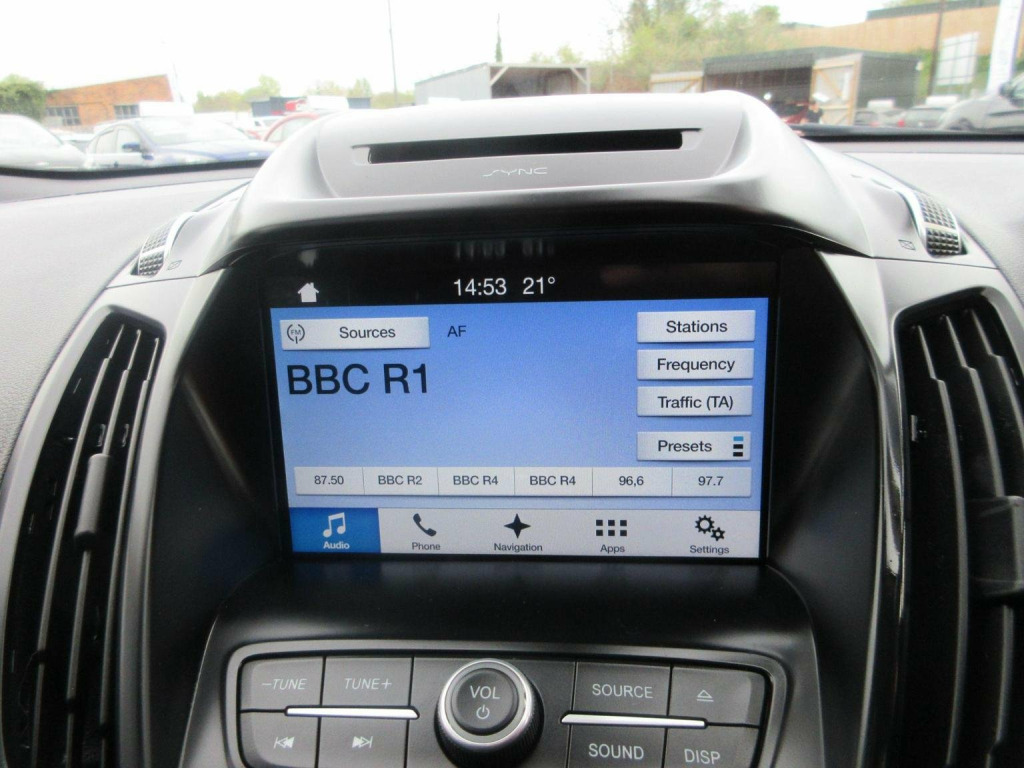 SYNC
14:53 21°
FM Sources AF Stations
BBC R1
Frequency
Traffic (TA)
Presets
87.50 BBC R2 BBC R4 BBC R4 96,6 97.7
Audio Phone Navigation Apps Settings
−TUNE TUNE+ VOL SOURCE
SOUND DISP